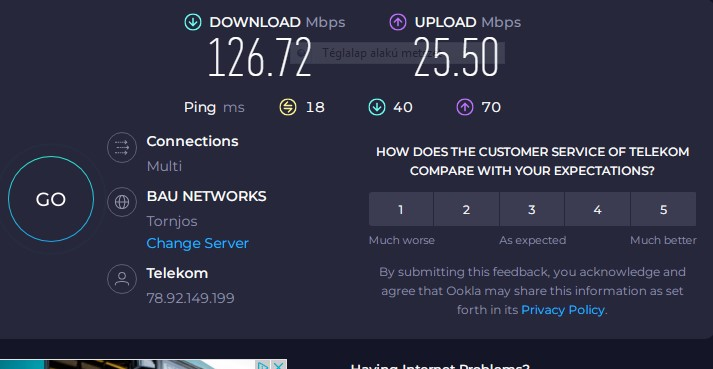 DOWNLOAD Mbps
UPLOAD Mbps
126.72
25.50
Téglalap alakú
Ping ms 18 40 70
Connections
Multi
GO
BAU NETWORKS
Tornjos
Change Server
Telekom
78.92.149.199
HOW DOES THE CUSTOMER SERVICE OF TELEKOM
COMPARE WITH YOUR EXPECTATIONS?
1 2 3 4 5
Much worse As expected Much better
By submitting this feedback, you acknowledge and
agree that Ookla may share this information as set
forth in its Privacy Policy.
Having Internet Problems?